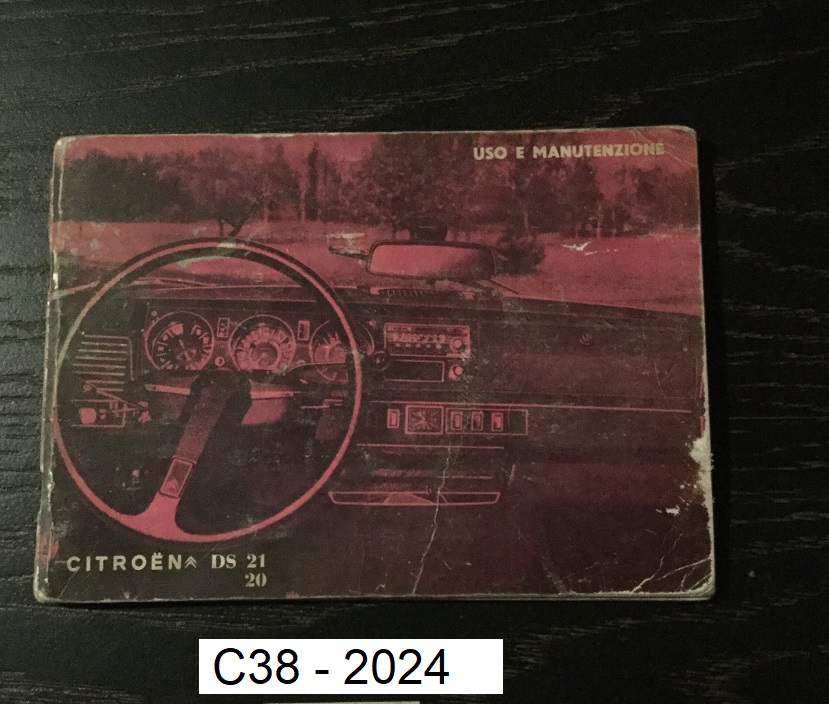 USO E MANUTENZIONE
CITROËN DS 21
20
C38 - 2024